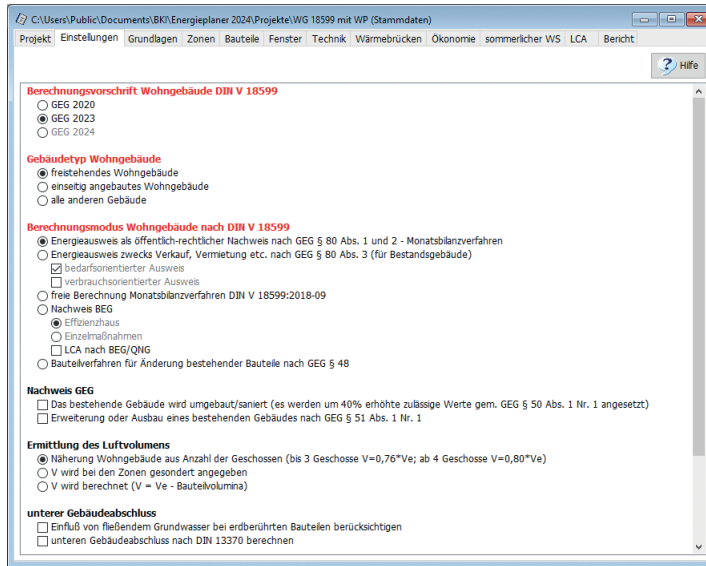 C:\Users\Public\Documents\BKI\Energieplaner 2024\Projekte\WG 18599 mit WP (Stammdaten)
Projekt Einstellungen Grundlagen Zonen Bauteile Fenster Technik Wärmebrücken Ökonomie sommerlicher WS LCA Bericht
? Hilfe
Berechnungsvorschrift Wohngebäude DIN V 18599
GEG 2020
GEG 2023
GEG 2024
Gebäudetyp Wohngebäude
freistehendes Wohngebäude
einseitig angebautes Wohngebäude
alle anderen Gebäude
Berechnungsmodus Wohngebäude nach DIN V 18599
Energieausweis als öffentlich-rechtlicher Nachweis nach GEG § 80 Abs. 1 und 2 - Monatsbilanzverfahren
Energieausweis zwecks Verkauf, Vermietung etc. nach GEG § 80 Abs. 3 (für Bestandsgebäude)
bedarfsorientierter Ausweis
verbrauchsorientierter Ausweis
freie Berechnung Monatsbilanzverfahren DIN V 18599:2018-09
Nachweis BEG
Effizienzhaus
Einzelmaßnahmen
LCA nach BEG/QNG
Bauteilverfahren für Änderung bestehender Bauteile nach GEG § 48
Nachweis GEG
Das bestehende Gebäude wird umgebaut/saniert (es werden um 40% erhöhte zulässige Werte gem. GEG § 50 Abs. 1 Nr. 1 angesetzt)
Erweiterung oder Ausbau eines bestehenden Gebäudes nach GEG § 51 Abs. 1 Nr. 1
Ermittlung des Luftvolumens
Näherung Wohngebäude aus Anzahl der Geschossen (bis 3 Geschosse V=0,76*Ve; ab 4 Geschosse V=0,80*Ve)
V wird bei den Zonen gesondert angegeben
V wird berechnet (V = Ve - Bauteilvolumina)
unterer Gebäudeabschluss
Einfluß von fließendem Grundwasser bei erdberührten Bauteilen berücksichtigen
unteren Gebäudeabschluss nach DIN 13370 berechnen